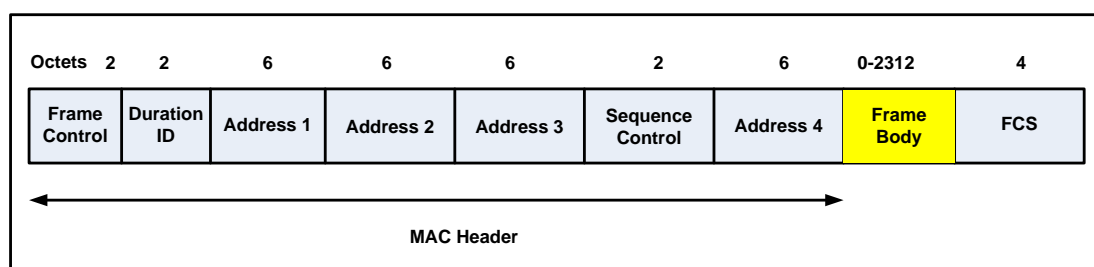 Octets 2 2 6 6 6 2 6 0-2312 4
Frame Control
Duration ID
Address 1
Address 2
Address 3
Sequence Control
Address 4
Frame Body
FCS
MAC Header